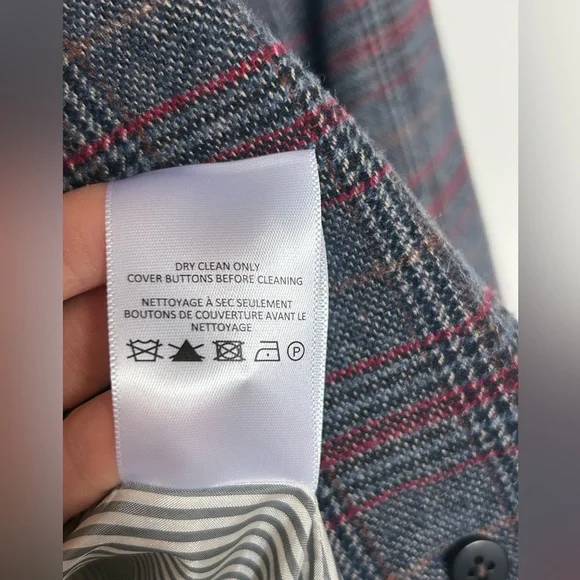 DRY CLEAN ONLY
COVER BUTTONS BEFORE CLEANING
NETTOYAGE À SEC SEULEMENT
BOUTONS DE COUVERTURE AVANT LE
NETTOYAGE
P